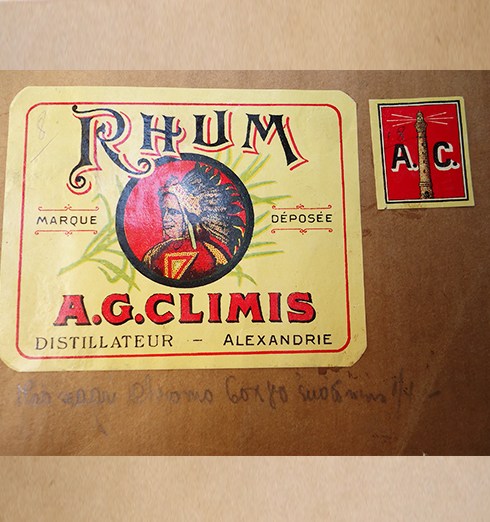 RHUM
MARQUE DÉPOSÉE
A.G.CLIMIS
DISTILLATEUR - ALEXANDRIE
A. C.